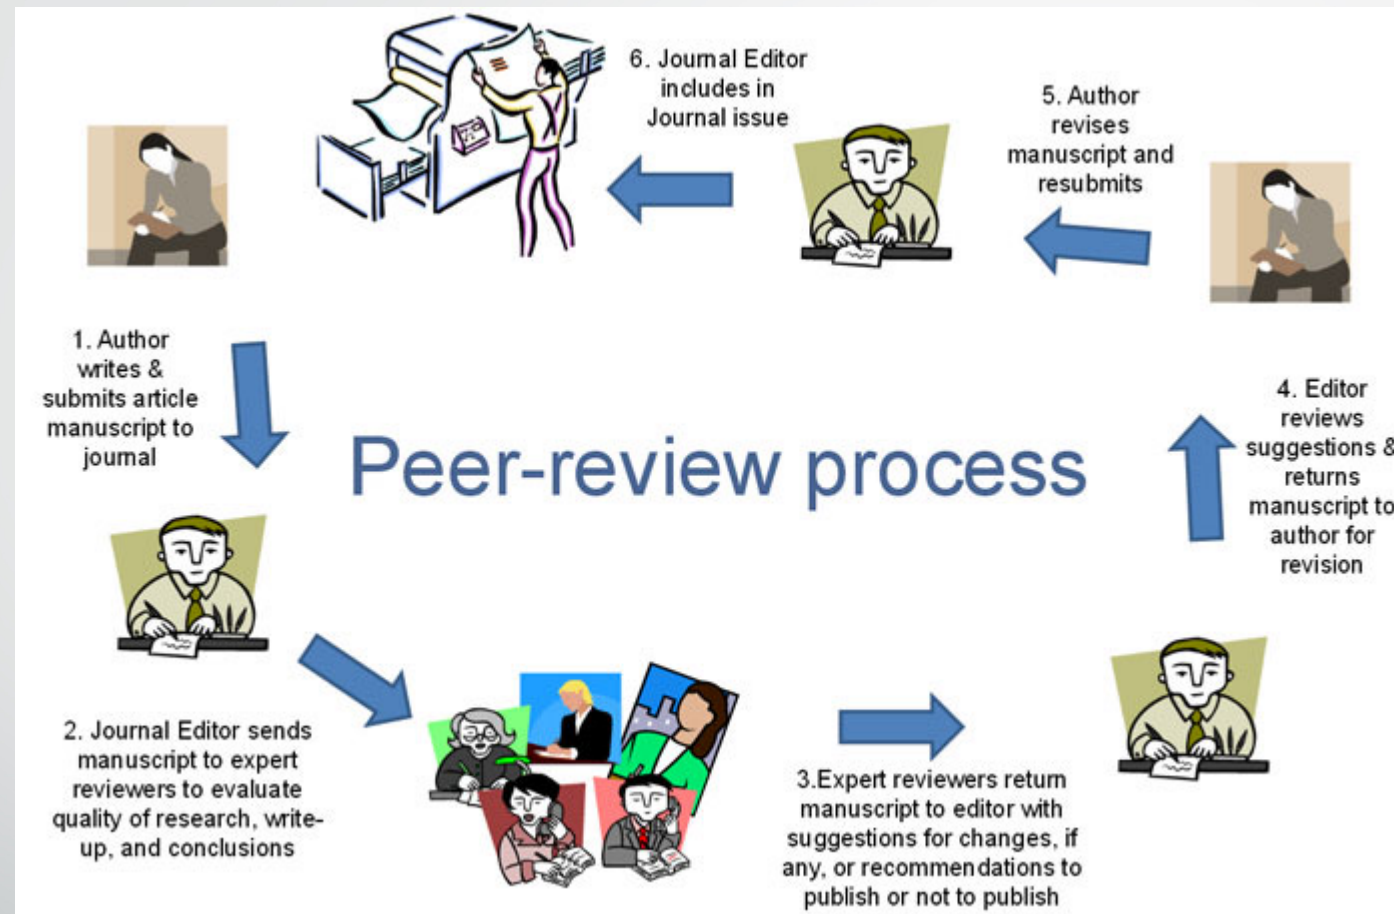 1. Author
writes &
submits article
manuscript to
journal
2. Journal Editor sends
manuscript to expert
reviewers to evaluate
quality of research, write-
up, and conclusions
3.Expert reviewers return
manuscript to editor with
suggestions for changes, if
any, or recommendations to
publish or not to publish
4. Editor
reviews
suggestions &
returns
manuscript to
author for
revision
5. Author
revises
manuscript and
resubmits
6. Journal Editor
includes in
Journal issue
Peer-review process